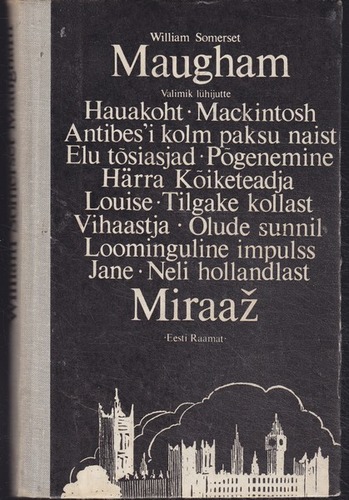 William Somerset
Maugham
Valimik lühijutte
Hauakoht · Mackintosh
Antibes'i kolm paksu naist
Elu tõsiasjad · Põgenemine
Härra Kõiketeadja
Louise · Tilgake kollast
Vihaastja · Olude sunnil
Loominguline impulss
Jane · Neli hollandlast
Miraaž
·Eesti Raamat·